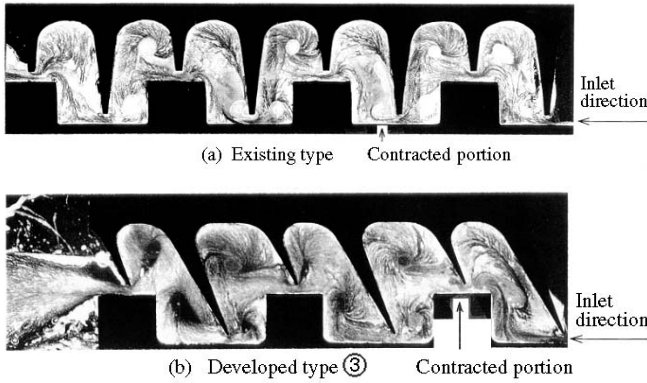 Inlet
direction
(a) Existing type Contracted portion
Inlet
direction
(b) Developed type ③ Contracted portion